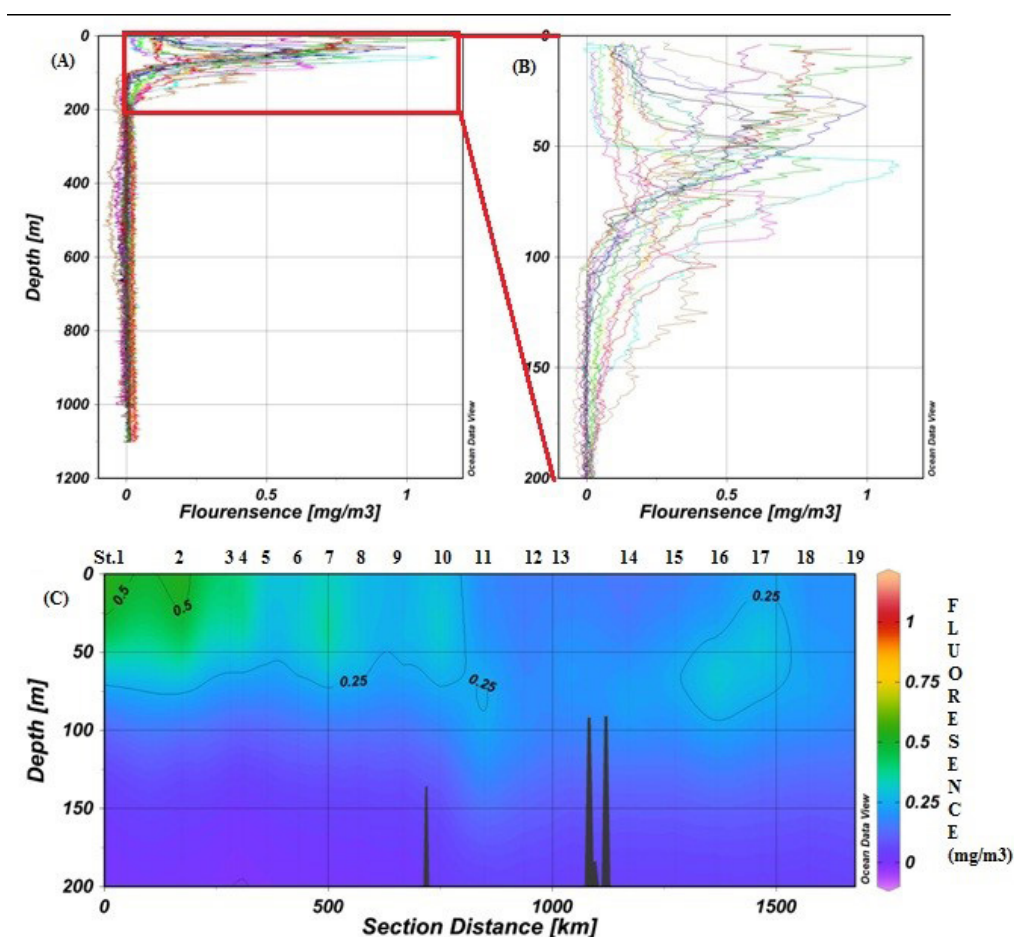 (A)
0
200
400
600
800
1000
1200
Depth [m]
0 0.5 1
Flourensence [mg/m3]
Ocean Data View
(B)
0
50
100
150
200
0 0.5 1
Flourensence [mg/m3]
Ocean Data View
St.1 2 3 4 5 6 7 8 9 10 11 12 13 14 15 16 17 18 19
(C)
0
50
100
150
200
Depth [m]
0.5 0.5 0.25 0.25 0.25
0 500 1000 1500
Section Distance [km]
Ocean Data View
1
0.75
0.5
0.25
0
F
L
U
O
R
E
S
E
N
C
E
(mg/m3)